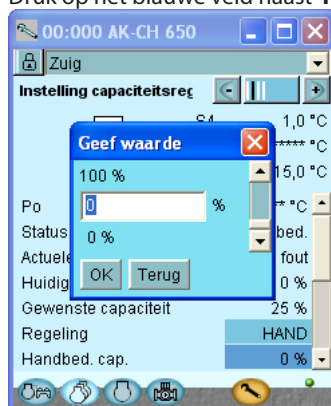 Druk op het blauwe veld naast
00:000 AK-CH 650
Zuig
Instelling capaciteitsreg
S4 1,0 °C
**** °C
15,0 °C
Geef waarde
100 %
0 %
0 %
OK Terug
Po ** °C
Status bed.
Actuele fout
Huidig 0 %
Gewenste capaciteit 25 %
Regeling HAND
Handbed. cap. 0 %